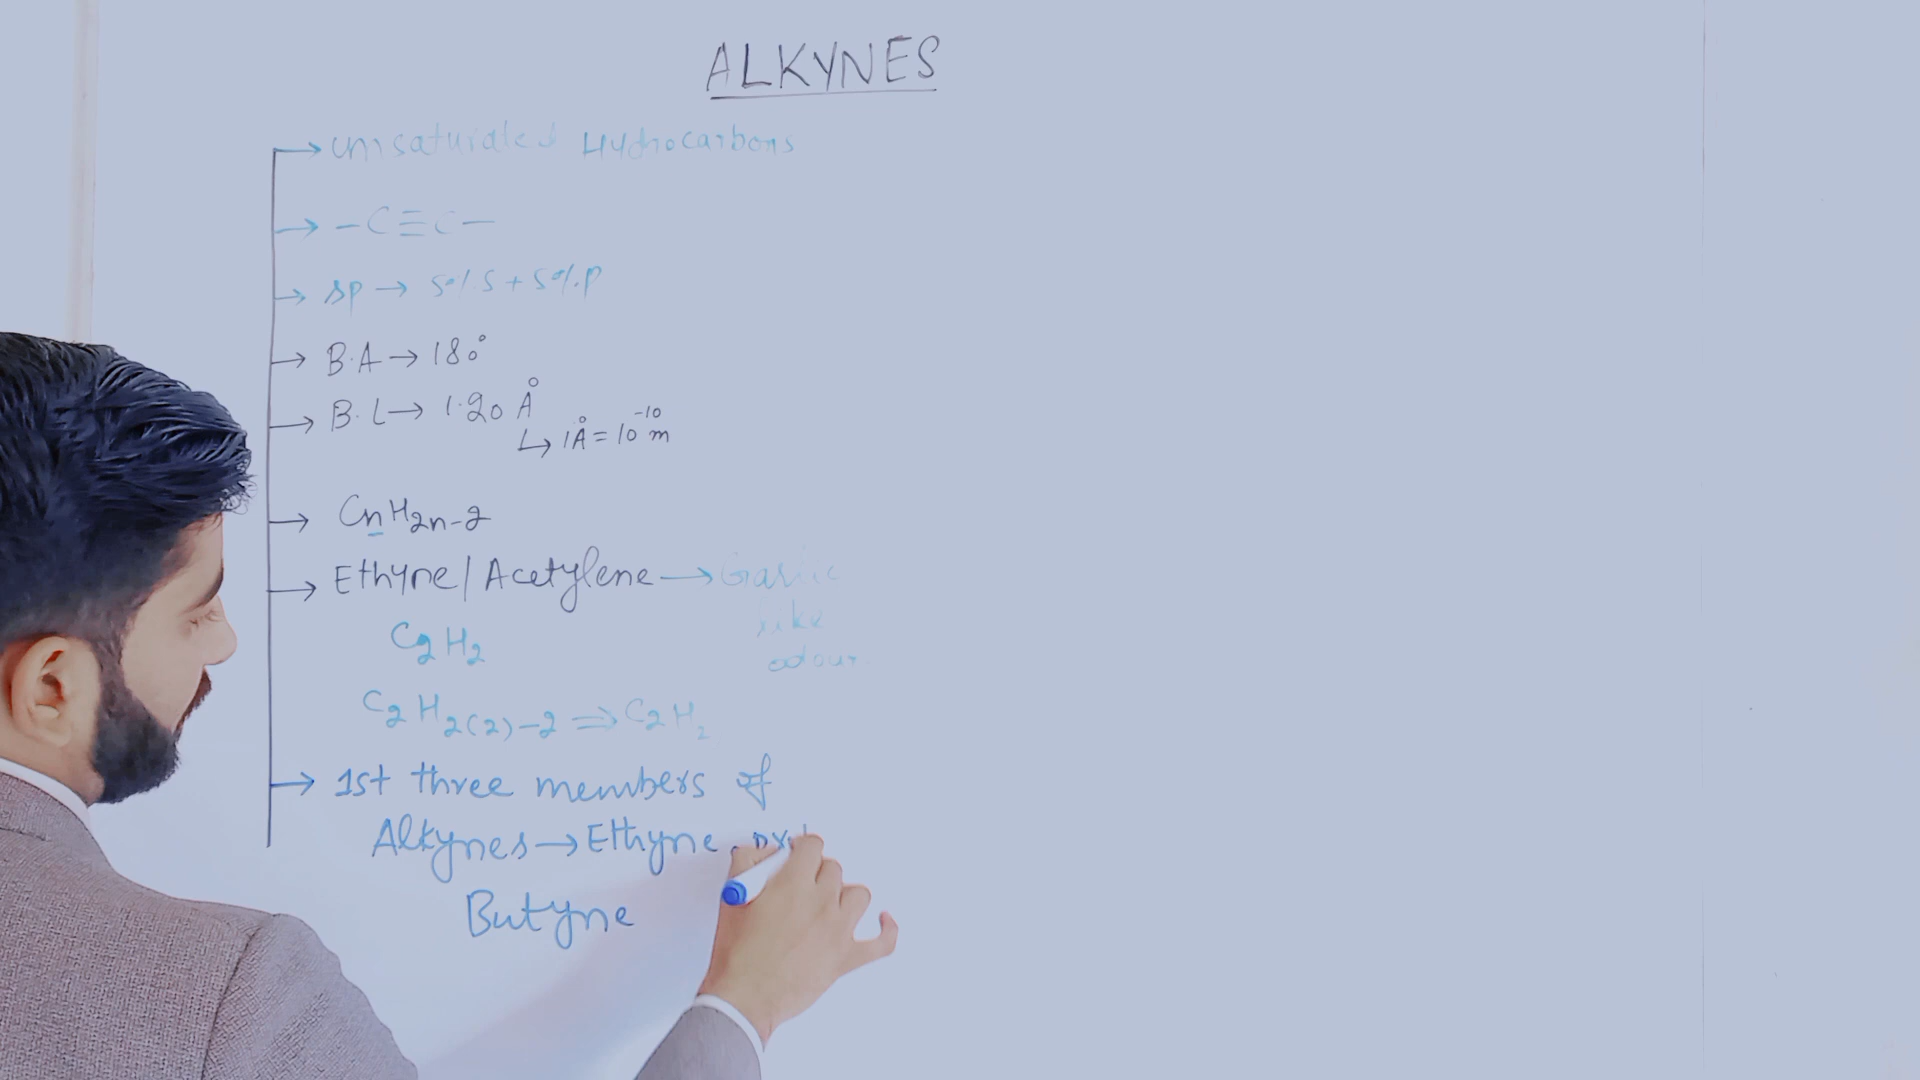 ALKYNES
→ Unsaturated Hydrocarbons
→ -C≡C-
→ sp → 50% S + 50% P
→ B.A → 180°
→ B.L → 1.20 Å
↳ 1Å = 10⁻¹⁰ m
→ CnH2n-2
→ Ethyne / Acetylene → Garlic
like
odour
C2H2
C2H2(2)-2 ⇒ C2H2
→ 1st three members of
Alkynes → Ethyne,
Butyne